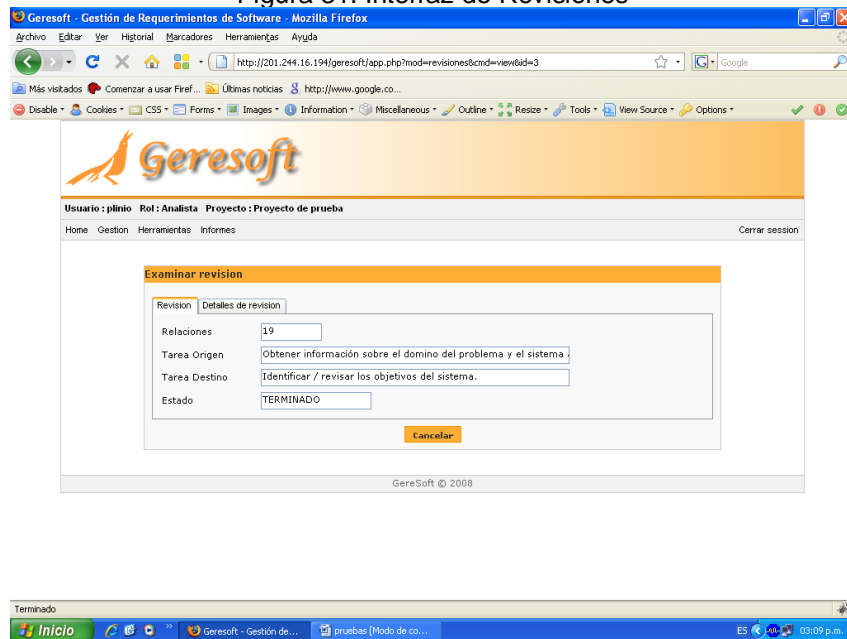 Figura 31. Interfaz de Revisiones
Geresoft - Gestión de Requerimientos de Software - Mozilla Firefox
Archivo Editar Ver Historial Marcadores Herramientas Ayuda
http://201.244.16.194/geresoft/app.php?mod=revisiones&cmd=view&id=3
Google
Más visitados Comenzar a usar Firef... Últimas noticias http://www.google.co...
Disable Cookies CSS Forms Images Information Miscellaneous Outline Resize Tools View Source Options
Geresoft
Usuario : plinio Rol : Analista Proyecto : Proyecto de prueba
Home Gestion Herramientas Informes Cerrar session
Examinar revision
Revision Detalles de revision
Relaciones 19
Tarea Origen Obtener información sobre el domino del problema y el sistema
Tarea Destino Identificar / revisar los objetivos del sistema.
Estado TERMINADO
Cancelar
GereSoft © 2008
Terminado
Inicio Geresoft - Gestión de... pruebas [Modo de co... ES 03:09 p.m.